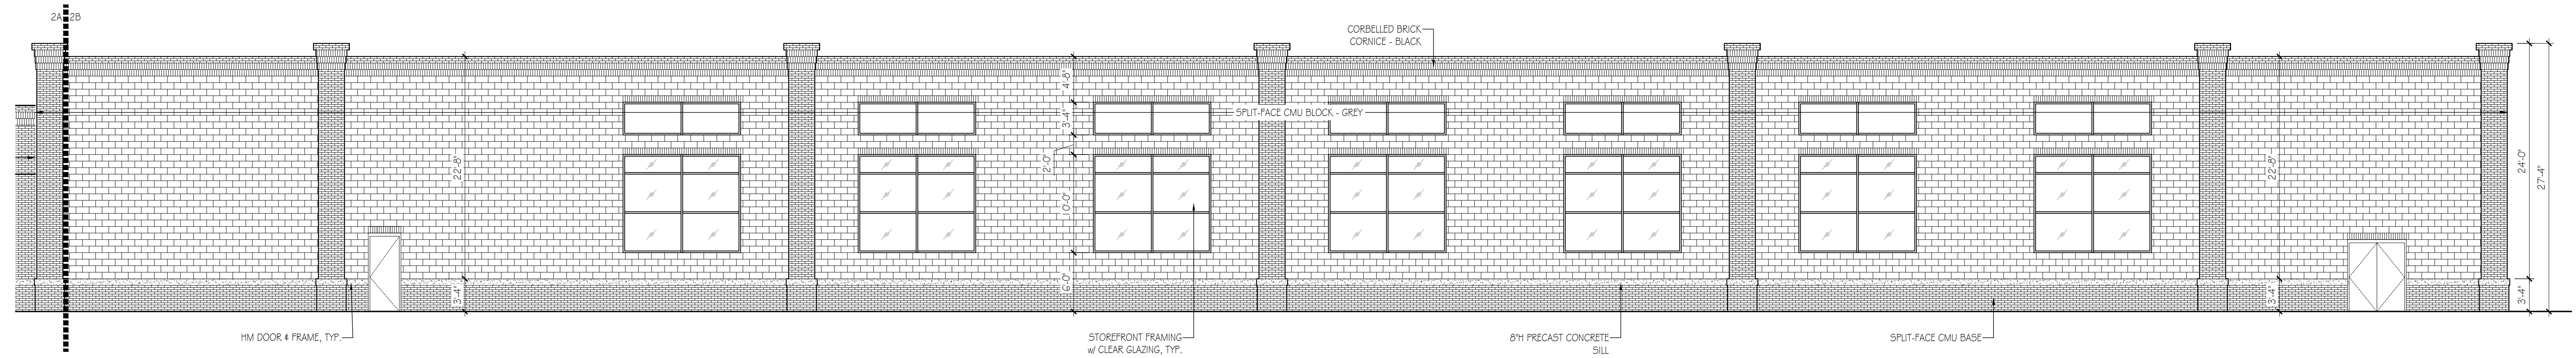 2A 2B
CORBELLED BRICK
CORNICE - BLACK
4'-8"
SPLIT-FACE CMU BLOCK - GREY
3'-4"
22'-8"
2'-0"
22'-8"
24'-0"
27'-4"
10'-0"
6'-0"
3'-4"
3'-4"
3'-4"
HM DOOR & FRAME, TYP.
STOREFRONT FRAMING
w/ CLEAR GLAZING, TYP.
8"H PRECAST CONCRETE
SILL
SPLIT-FACE CMU BASE